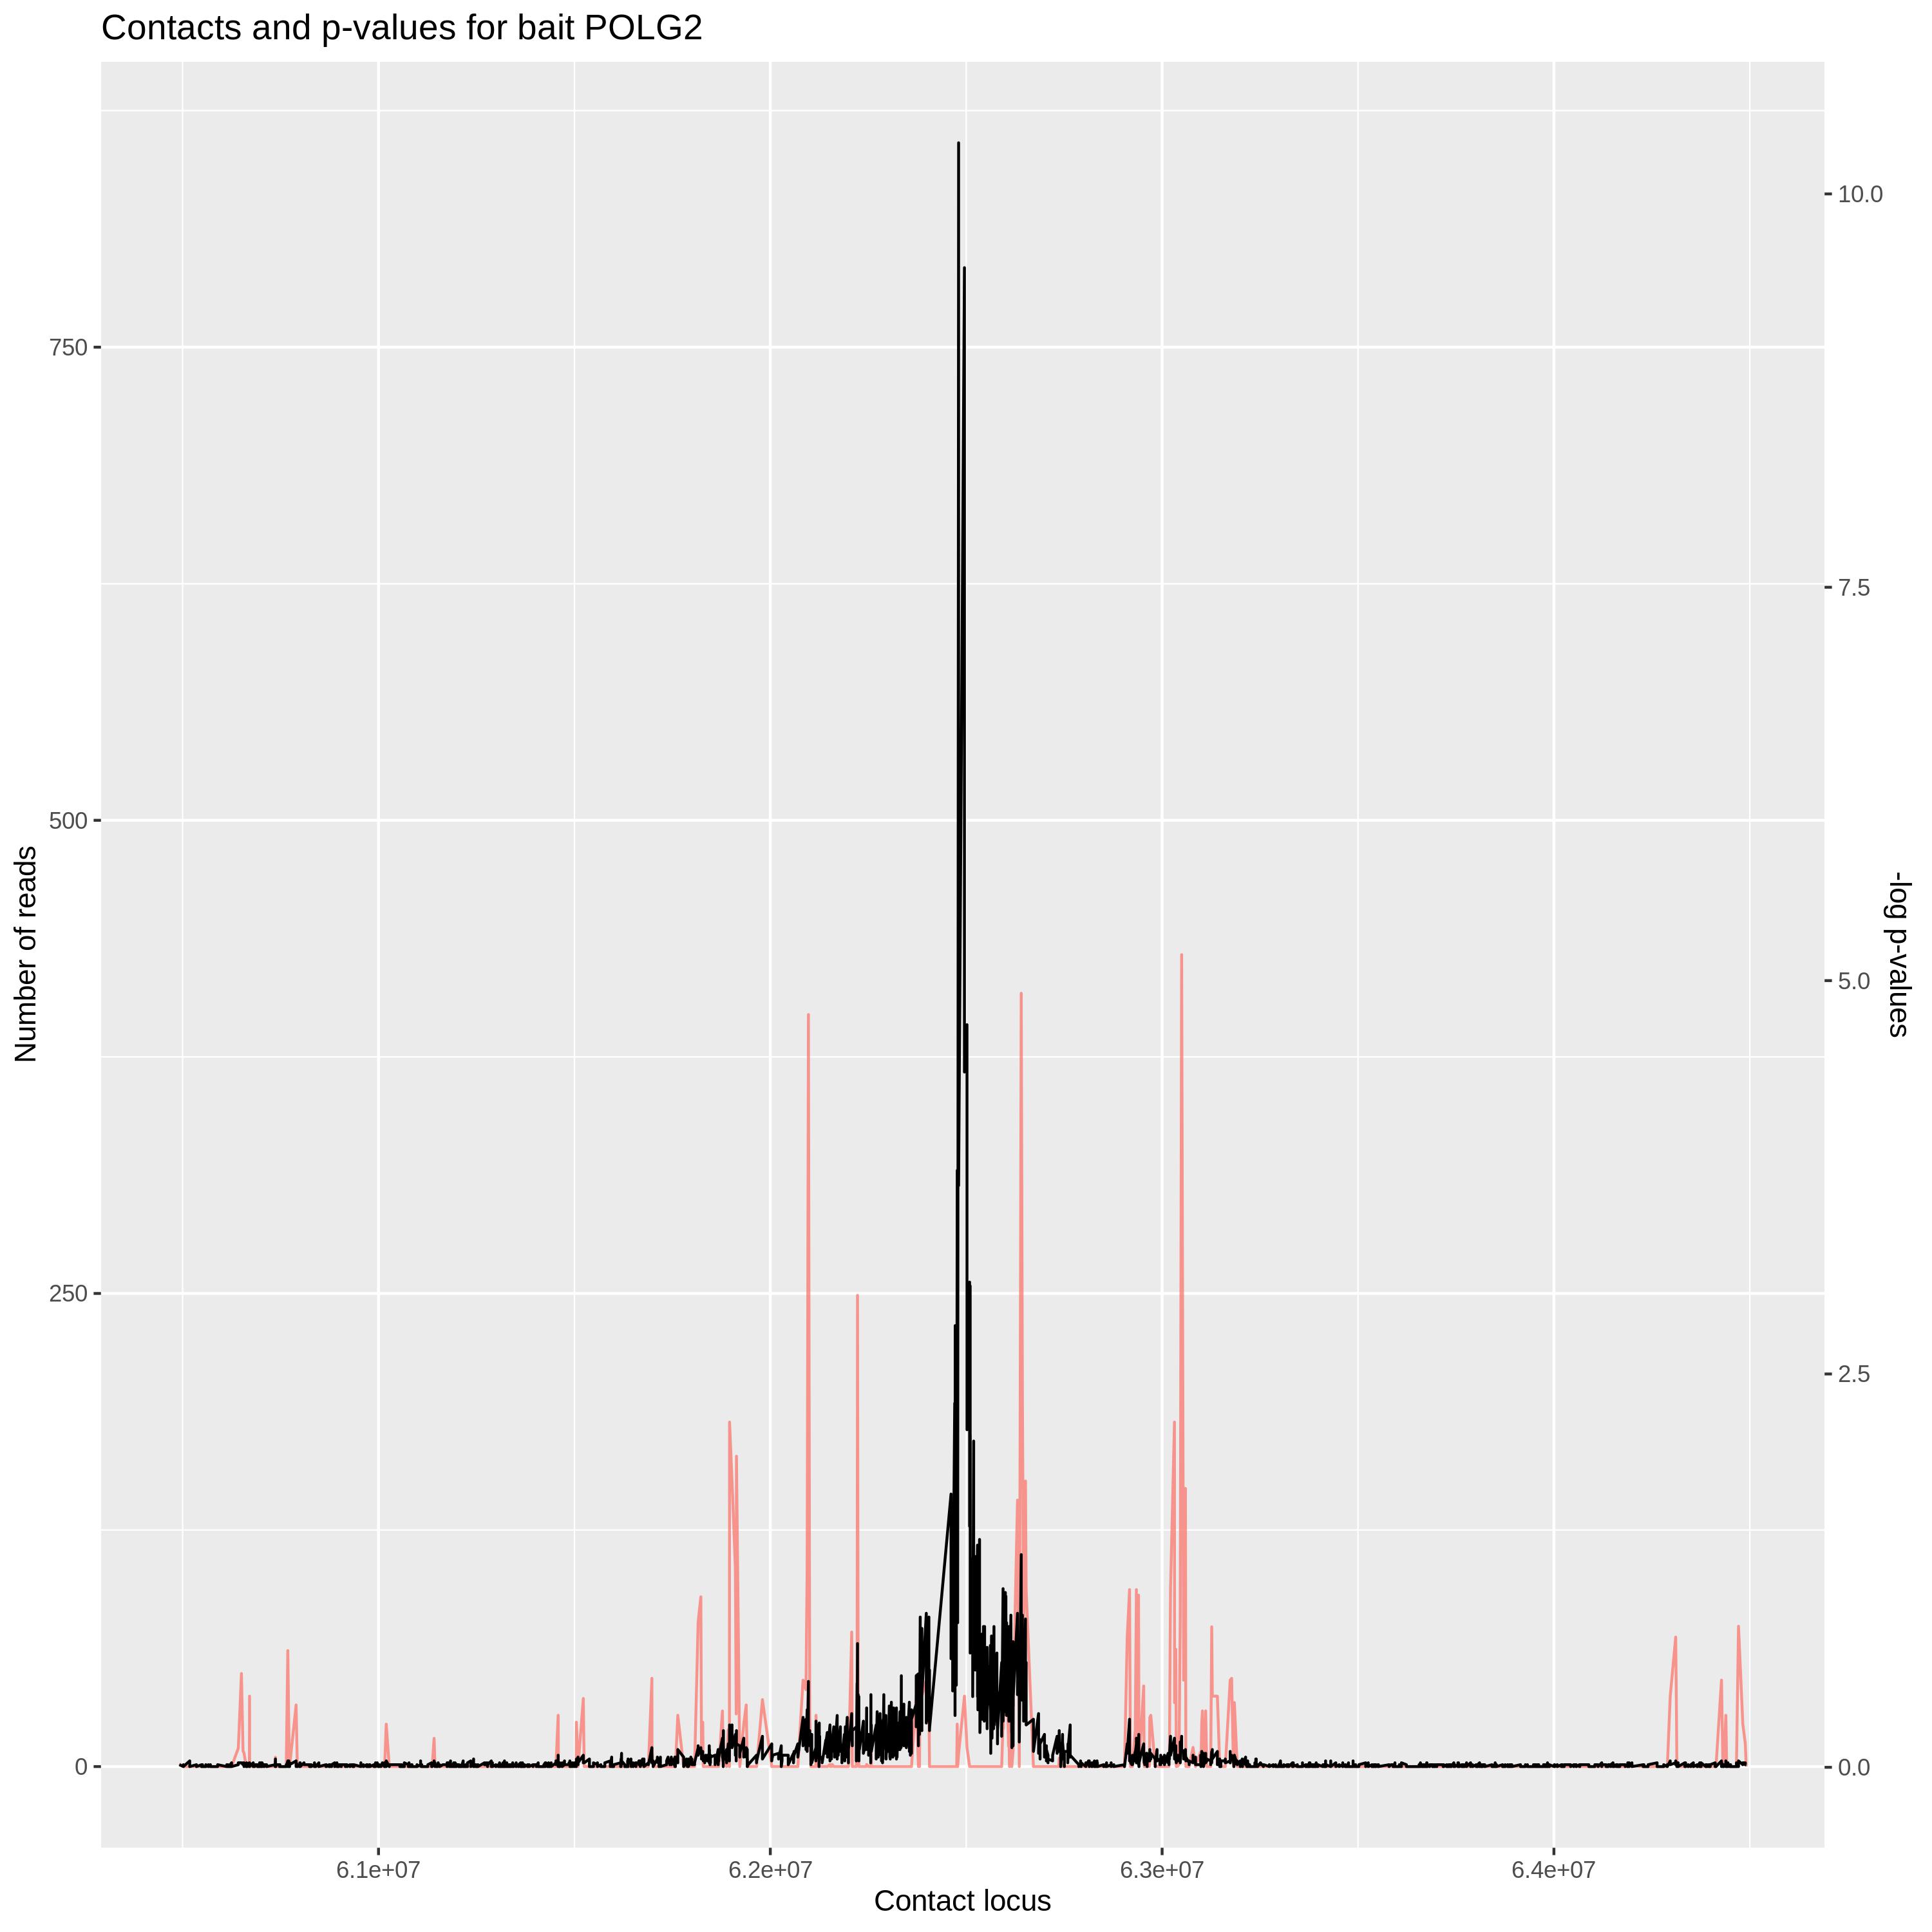 Contacts and p-values for bait POLG2
Number of reads
750
500
250
0
10.0
7.5
5.0
2.5
0.0
-log p-values
6.1e+07
6.2e+07
6.3e+07
6.4e+07
Contact locus